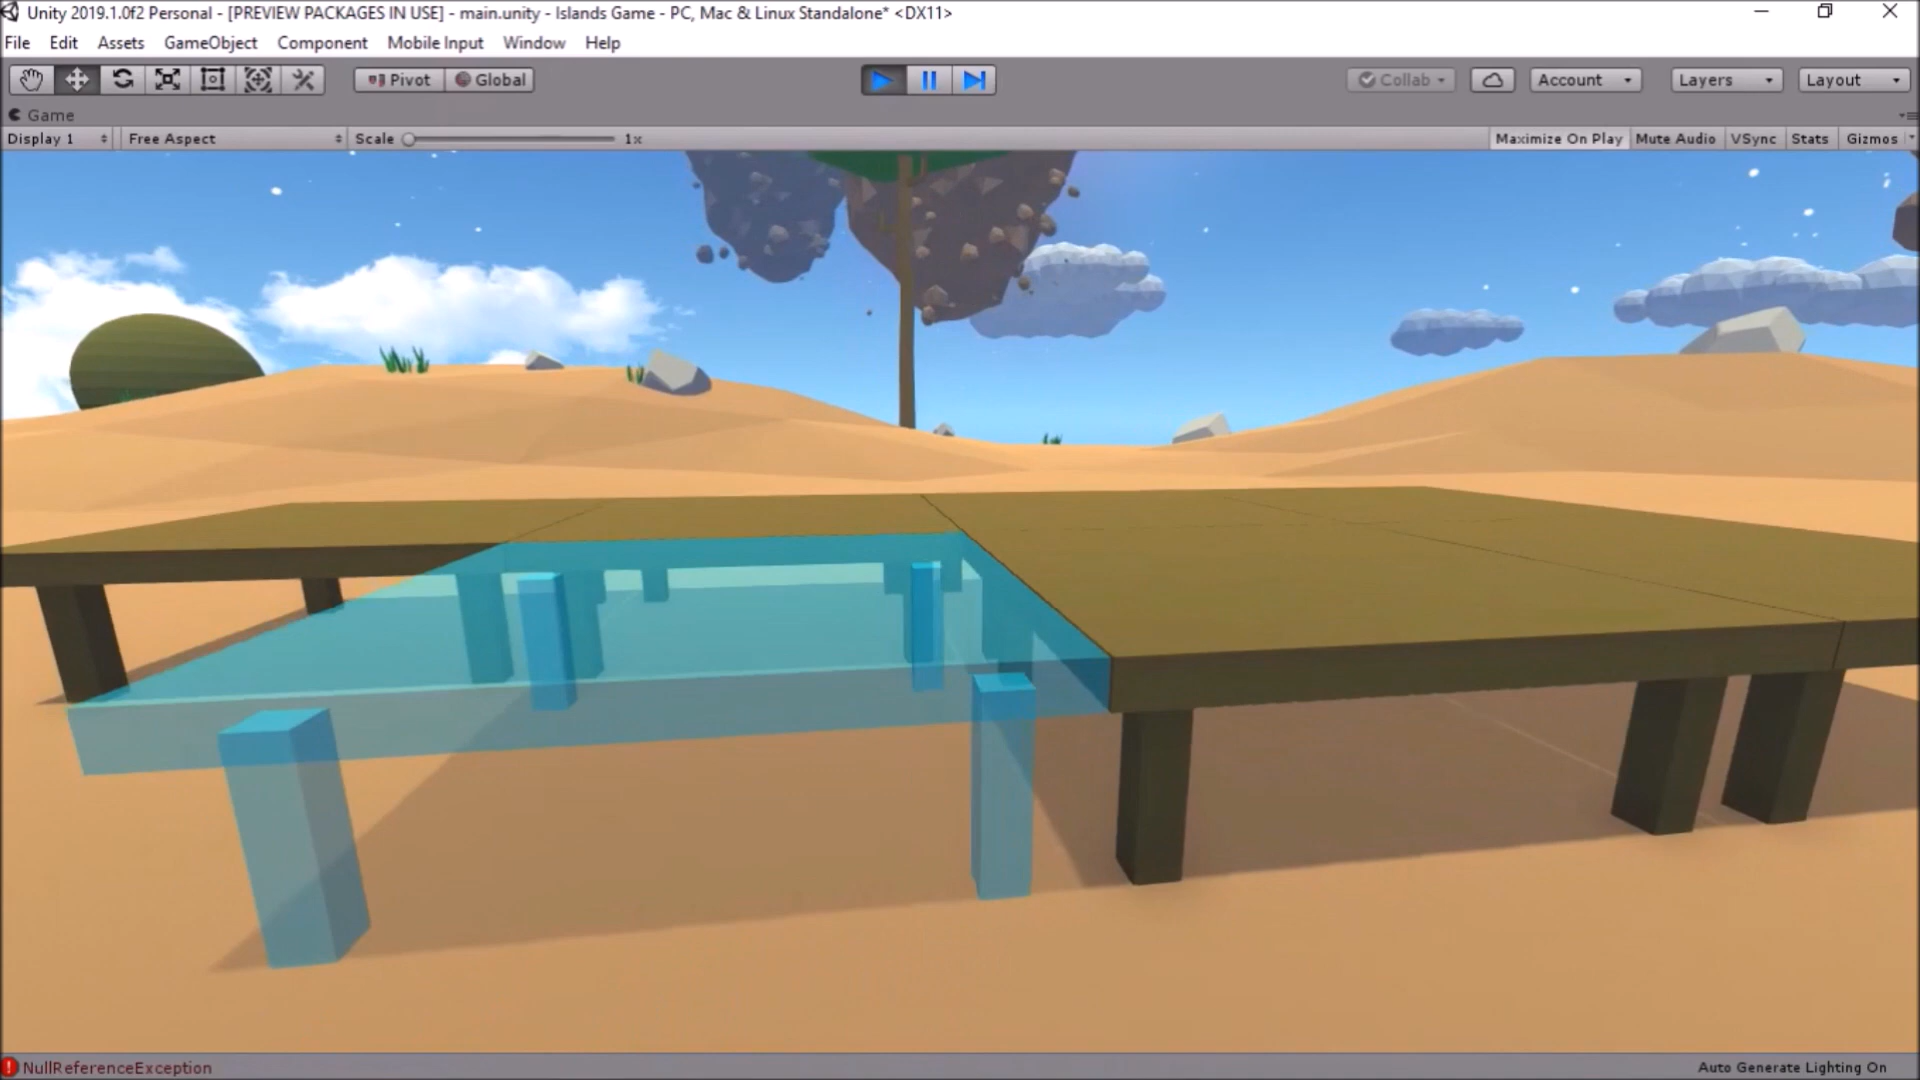 Unity 2019.1.0f2 Personal - [PREVIEW PACKAGES IN USE] - main.unity - Islands Game - PC, Mac & Linux Standalone* <DX11>
File Edit Assets GameObject Component Mobile Input Window Help
Pivot Global Collab Account Layers Layout
Game
Display 1 Free Aspect Scale 1x Maximize On Play Mute Audio VSync Stats Gizmos
NullReferenceException Auto Generate Lighting On